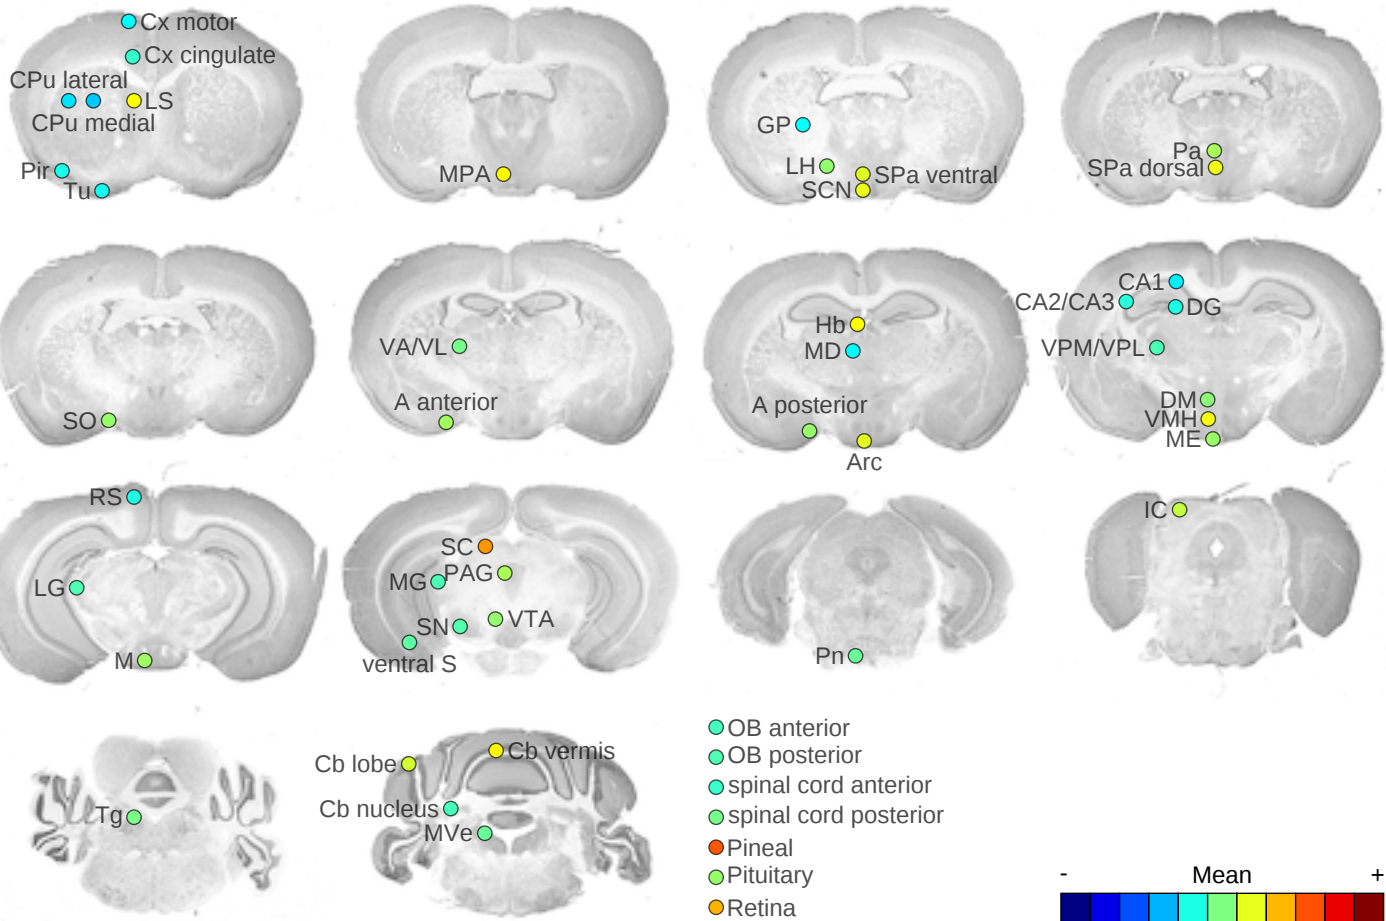 Cx motor
Cx cingulate
CPu lateral
LS
CPu medial
Pir
Tu
MPA
GP
LH
SPa ventral
SCN
Pa
SPa dorsal
SO
VA/VL
A anterior
Hb
MD
A posterior
Arc
CA1
CA2/CA3
DG
VPM/VPL
DM
VMH
ME
RS
LG
M
SC
PAG
MG
VTA
SN
ventral S
Pn
IC
Tg
Cb vermis
Cb lobe
Cb nucleus
MVe
OB anterior
OB posterior
spinal cord anterior
spinal cord posterior
Pineal
Pituitary
Retina
- Mean +